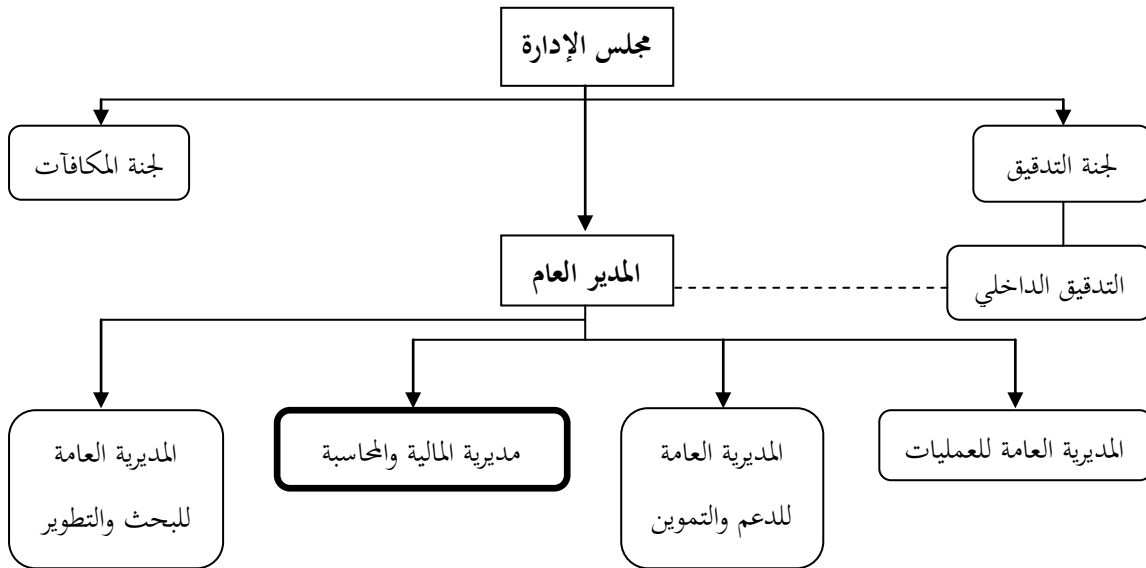 مجلس الإدارة
لجنة التدقيق
لجنة المكافآت
المدير العام
التدقيق الداخلي
المديرية العامة للعمليات
المديرية العامة
للدعم والتموين
مديرية المالية والمحاسبة
المديرية العامة
للبحث والتطوير